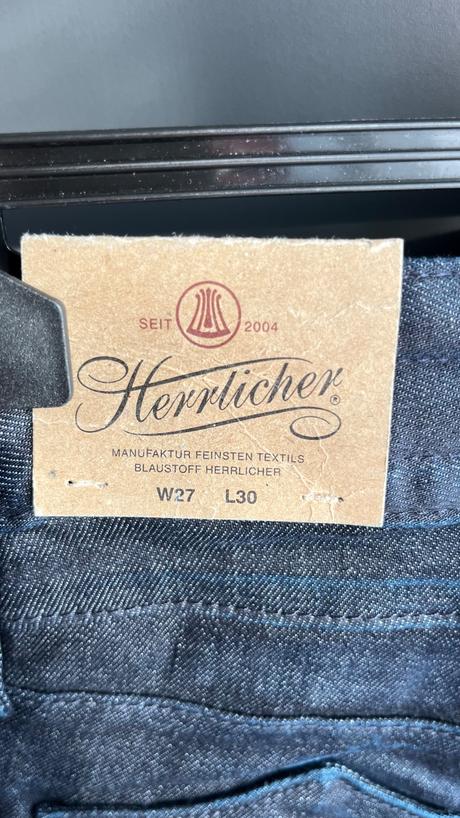 SEIT 2004
Herrlicher®
MANUFAKTUR FEINSTEN TEXTILS
BLAUSTOFF HERRLICHER
W27 L30